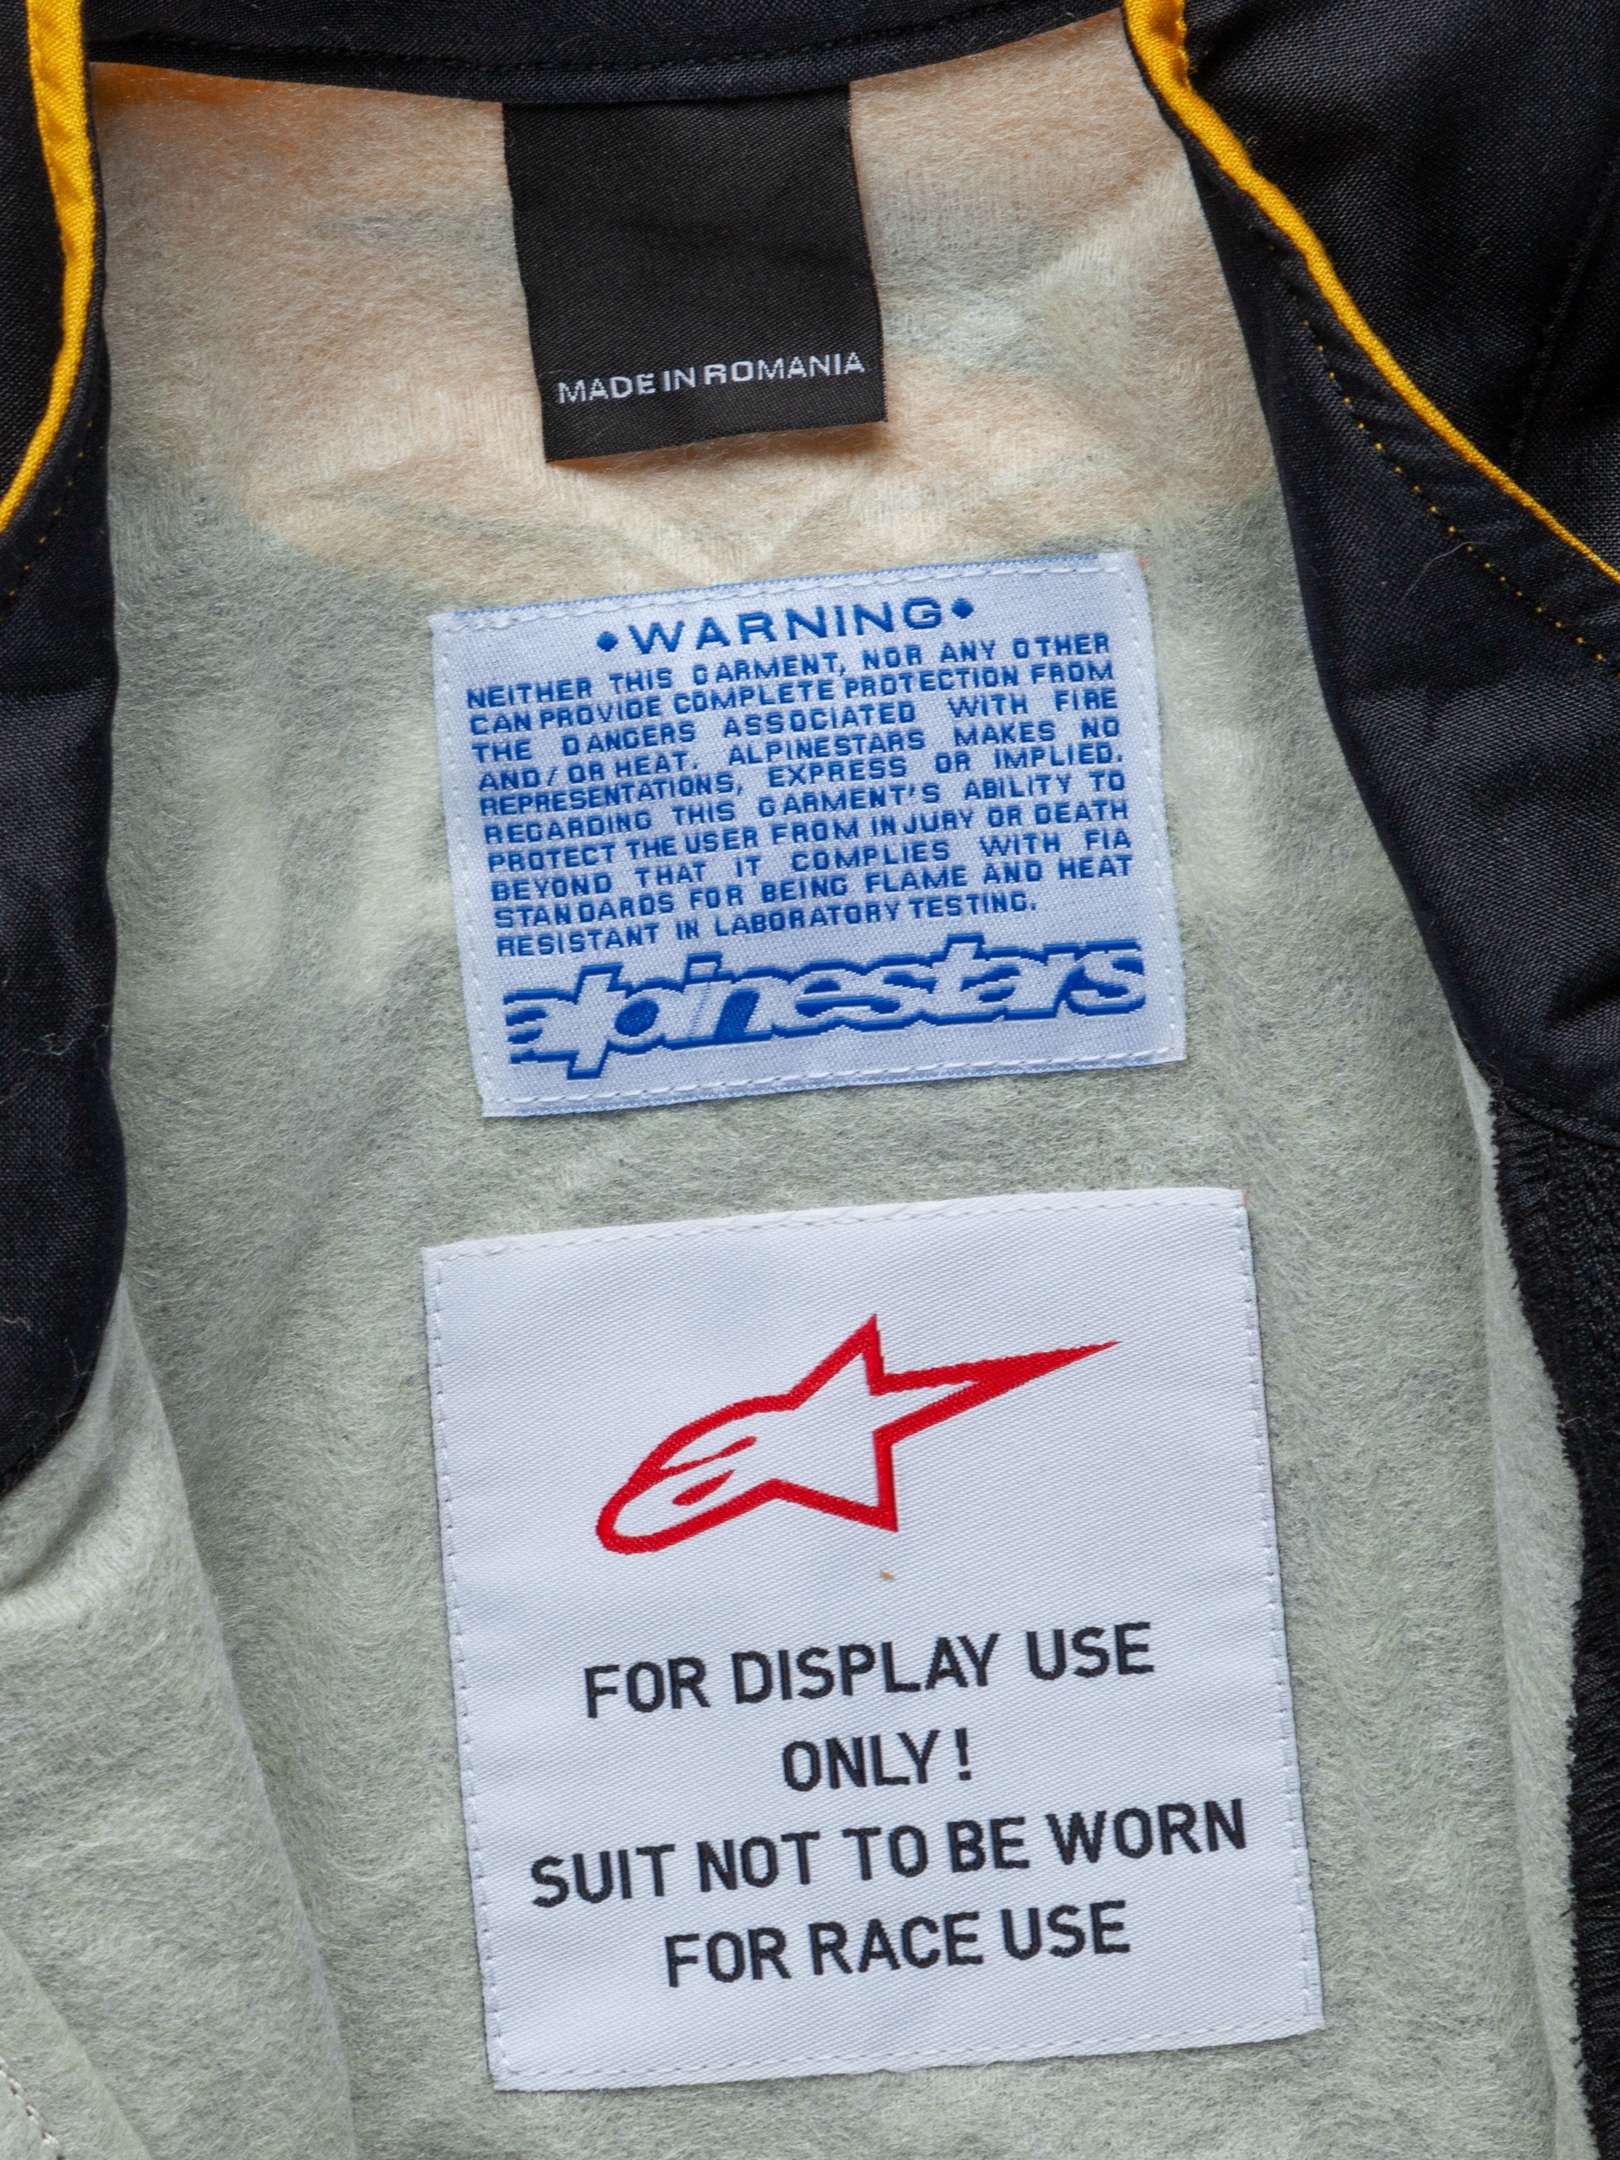 MADE IN ROMANIA
•WARNING•
NEITHER THIS GARMENT, NOR ANY OTHER
CAN PROVIDE COMPLETE PROTECTION FROM
THE DANGERS ASSOCIATED WITH FIRE
AND/OR HEAT. ALPINESTARS MAKES NO
REPRESENTATIONS, EXPRESS OR IMPLIED.
REGARDING THIS GARMENT'S ABILITY TO
PROTECT THE USER FROM INJURY OR DEATH
BEYOND THAT IT COMPLIES WITH FIA
STANDARDS FOR BEING FLAME AND HEAT
RESISTANT IN LABORATORY TESTING.
alpinestars
FOR DISPLAY USE
ONLY!
SUIT NOT TO BE WORN
FOR RACE USE